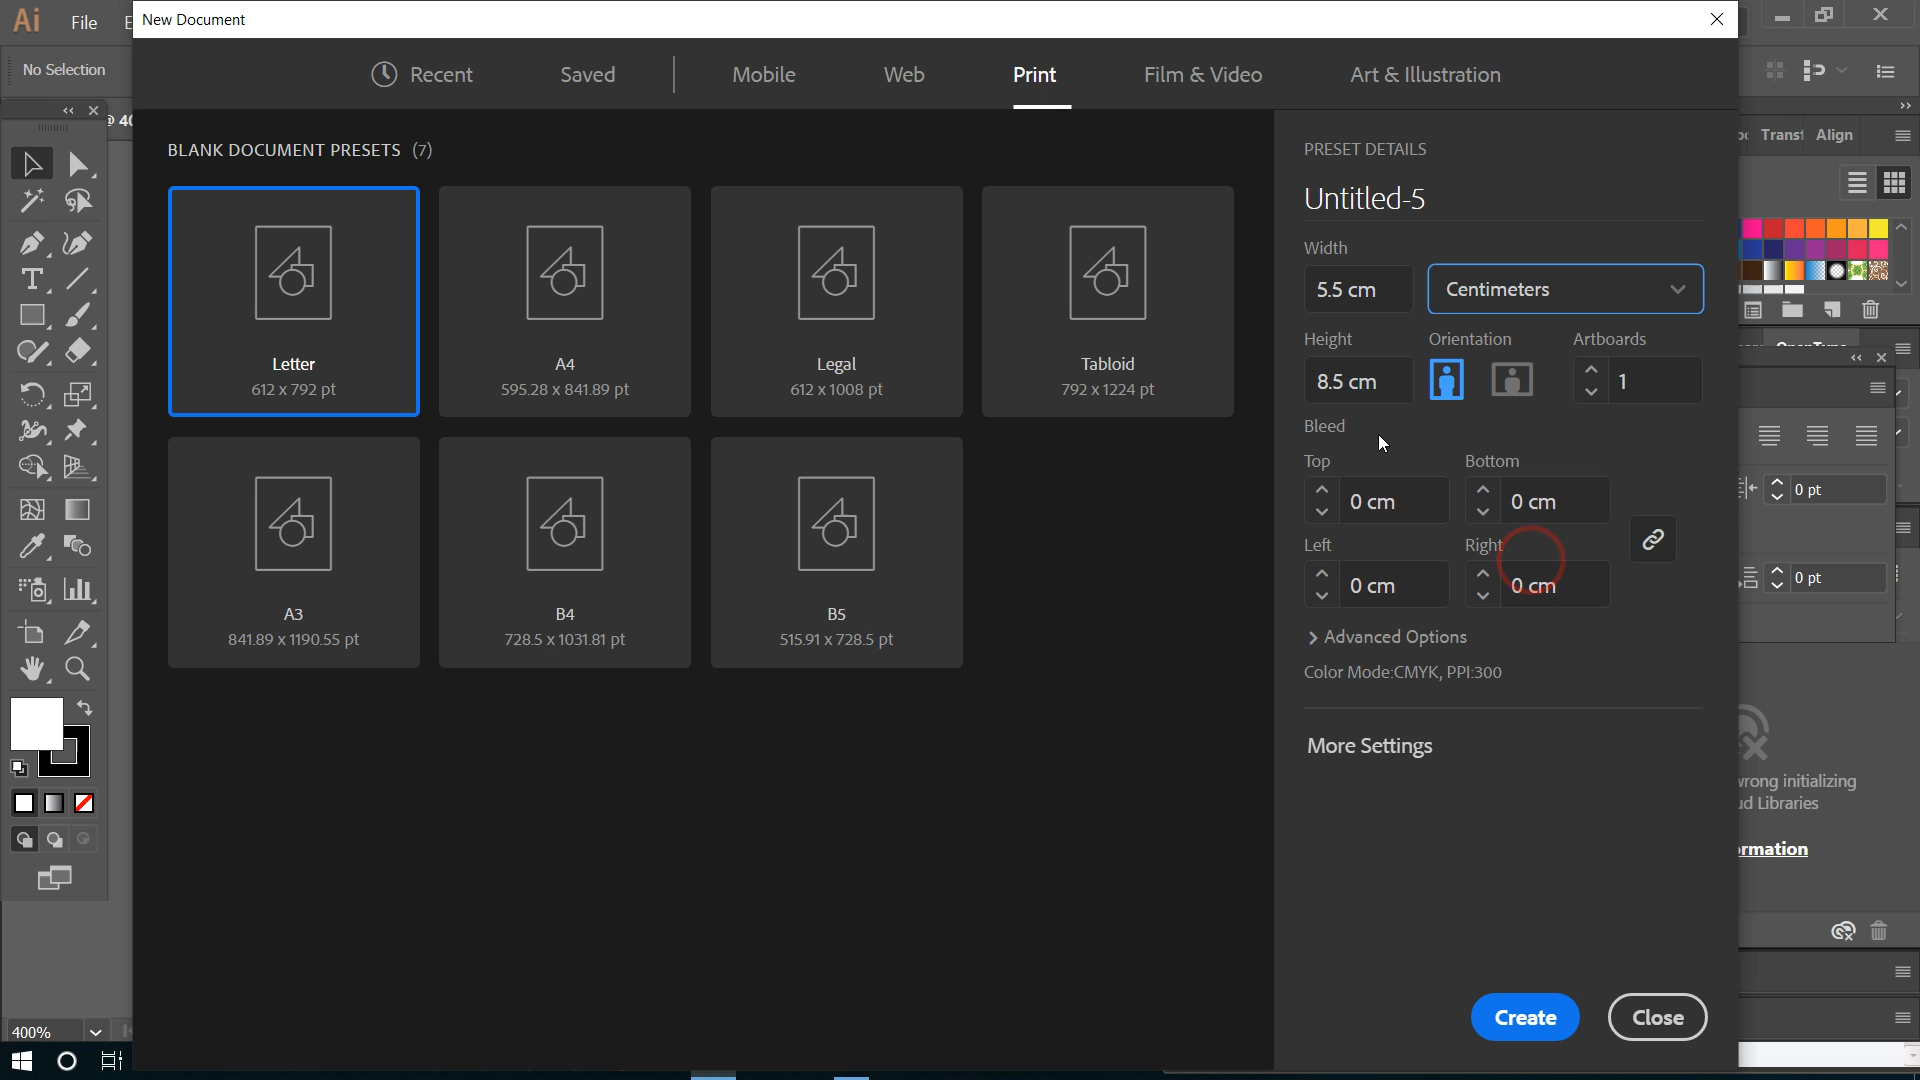 New Document
Ai File
No Selection
Recent Saved Mobile Web Print Film & Video Art & Illustration
Align
BLANK DOCUMENT PRESETS (7)
Letter
612 x 792 pt
A4
595.28 x 841.89 pt
Legal
612 x 1008 pt
Tabloid
792 x 1224 pt
A3
841.89 x 1190.55 pt
B4
728.5 x 1031.81 pt
B5
515.91 x 728.5 pt
PRESET DETAILS
Untitled-5
Width
5.5 cm Centimeters
Height Orientation Artboards
8.5 cm 1
Bleed
Top Bottom
0 cm 0 cm
Left Right
0 cm 0 cm
Advanced Options
Color Mode:CMYK, PPI:300
More Settings
Create Close
0 pt
0 pt
initializing
Libraries
400%